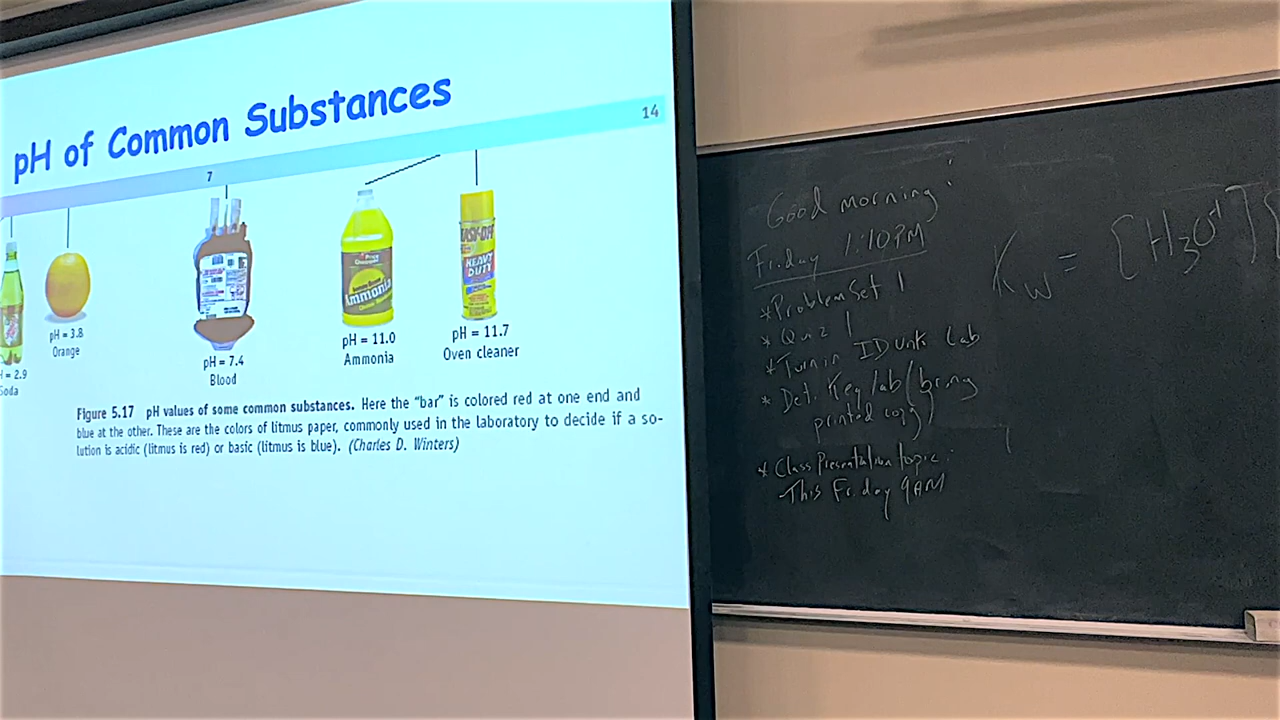 pH of Common Substances
7
14
pH = 3.8
Orange
= 2.9
Soda
pH = 7.4
Blood
Ammonia
pH = 11.0
Ammonia
EASY-OFF
HEAVY
DUTY
pH = 11.7
Oven cleaner
Figure 5.17 pH values of some common substances. Here the “bar” is colored red at one end and
blue at the other. These are the colors of litmus paper, commonly used in the laboratory to decide if a so-
lution is acidic (litmus is red) or basic (litmus is blue). (Charles D. Winters)
Good morning
Friday 1:10PM
*Problem Set 1
*Quiz 1
*Turn in ID Unk lab
* Det. Key lab (bring
printed copy)
* Class Presentation topic:
This Friday 9AM
Kw = [H3O+][